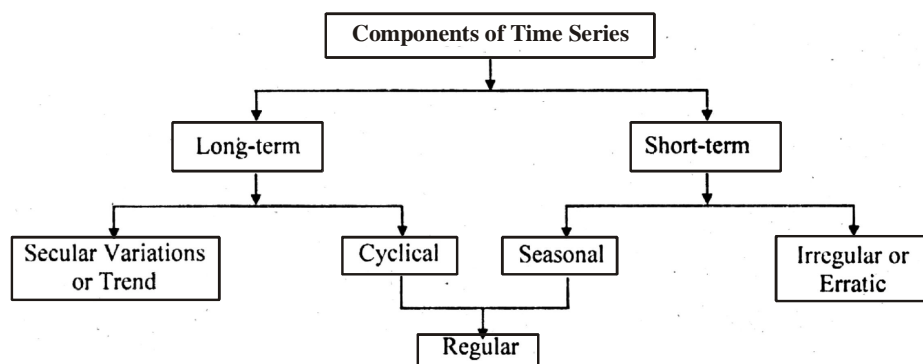 Components of Time Series
Long-term
Short-term
Secular Variations
or Trend
Cyclical
Seasonal
Irregular or
Erratic
Regular